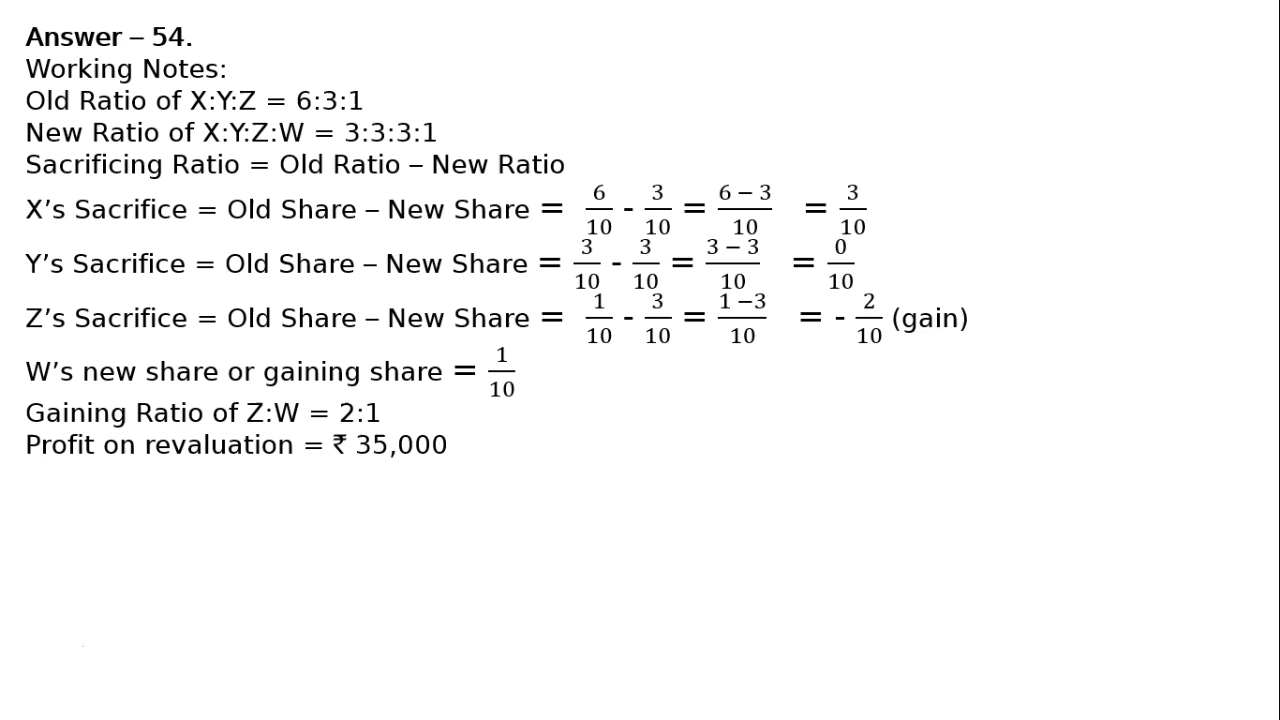 Answer – 54.
Working Notes:
Old Ratio of X:Y:Z = 6:3:1
New Ratio of X:Y:Z:W = 3:3:3:1
Sacrificing Ratio = Old Ratio – New Ratio
X’s Sacrifice = Old Share – New Share = 6/10 - 3/10 = 6 – 3/10 = 3/10
Y’s Sacrifice = Old Share – New Share = 3/10 - 3/10 = 3 – 3/10 = 0/10
Z’s Sacrifice = Old Share – New Share = 1/10 - 3/10 = 1 –3/10 = - 2/10 (gain)
W’s new share or gaining share = 1/10
Gaining Ratio of Z:W = 2:1
Profit on revaluation = ₹ 35,000